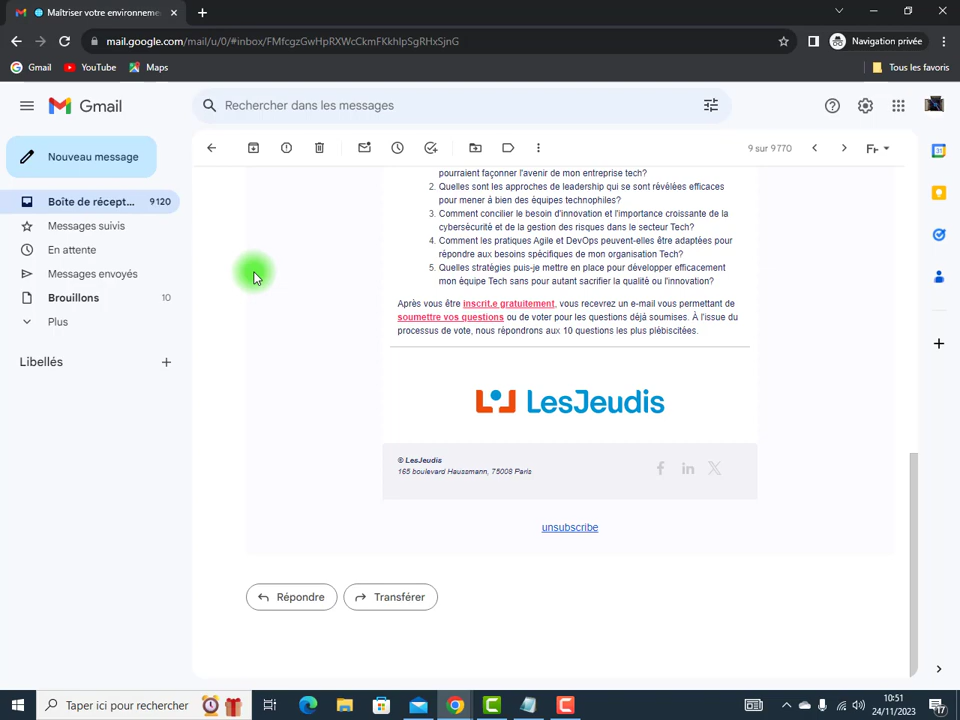 Maîtriser votre environneme
mail.google.com/mail/u/0/#inbox/FMfcgzGwHpRXWcCkmFKkhlpSgRHxSjnG
Navigation privée
Gmail
YouTube
Maps
Tous les favoris
Gmail
Rechercher dans les messages
Nouveau message
9 sur 9 770
Fr
Boîte de récept... 9 120
Messages suivis
En attente
Messages envoyés
Brouillons 10
Plus
Libellés
pourraient façonner l'avenir de mon entreprise tech?
2. Quelles sont les approches de leadership qui se sont révélées efficaces
pour mener à bien des équipes technophiles?
3. Comment concilier le besoin d'innovation et l'importance croissante de la
cybersécurité et de la gestion des risques dans le secteur Tech?
4. Comment les pratiques Agile et DevOps peuvent-elles être adaptées pour
répondre aux besoins spécifiques de mon organisation Tech?
5. Quelles stratégies puis-je mettre en place pour développer efficacement
mon équipe Tech sans pour autant sacrifier la qualité ou l'innovation?
Après vous être inscrit.e gratuitement, vous recevrez un e-mail vous permettant de
soumettre vos questions ou de voter pour les questions déjà soumises. À l'issue du
processus de vote, nous répondrons aux 10 questions les plus plébiscitées.
LesJeudis
© LesJeudis
165 boulevard Haussmann, 75008 Paris
unsubscribe
Répondre
Transférer
Taper ici pour rechercher
10:51
24/11/2023
17